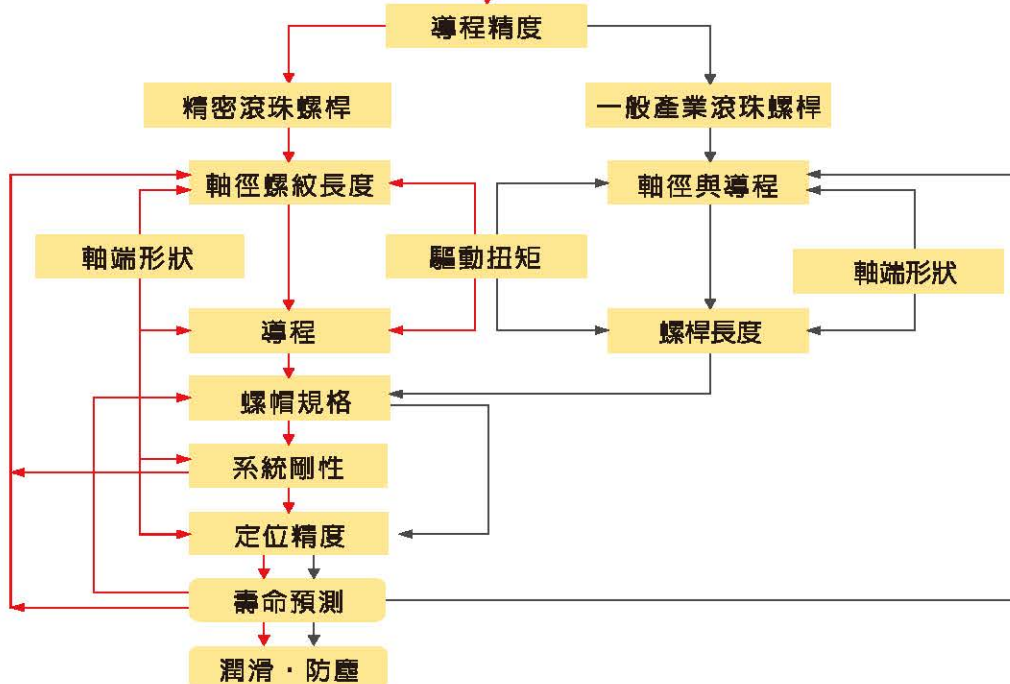 導程精度
精密滾珠螺桿
一般產業滾珠螺桿
軸徑螺紋長度
軸徑與導程
軸端形狀
驅動扭矩
軸端形狀
導程
螺桿長度
螺帽規格
系統剛性
定位精度
壽命預測
潤滑·防塵